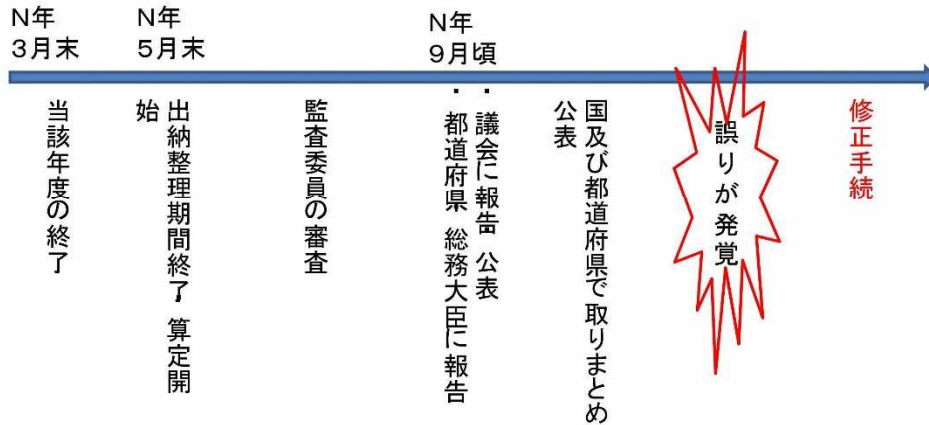 N年
3月末
N年
5月末
N年
9月頃
当該年度の終了
出納整理期間終了，算定開
始
監査委員の審査
・議会に報告，公表
・都道府県，総務大臣に報告
国及び都道府県で取りまとめ
公表
誤りが発覚
修正手続